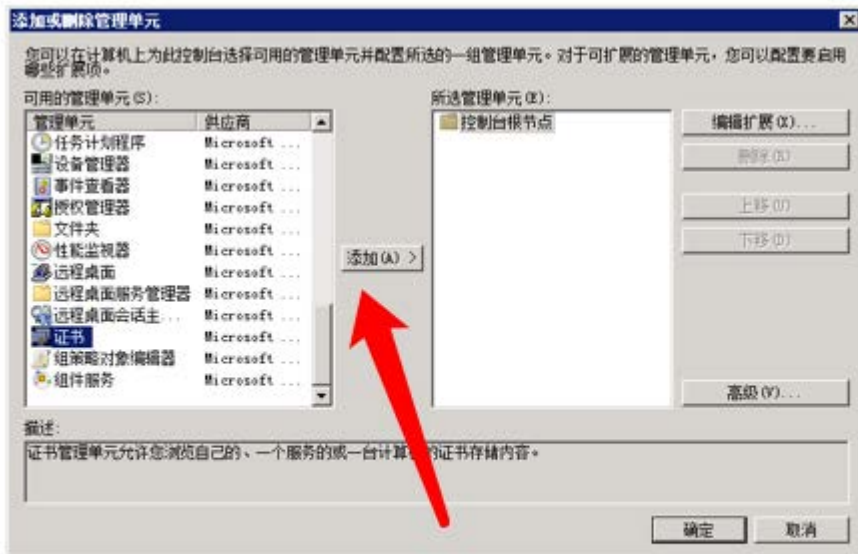 添加或删除管理单元
您可以在计算机上为此控制台选择可用的管理单元并配置所选的一组管理单元。对于可扩展的管理单元，您可以配置要启用
哪些扩展项。
可用的管理单元(S):
所选管理单元(E):
管理单元 供应商
任务计划程序 Microsoft ...
设备管理器 Microsoft ...
事件查看器 Microsoft ...
授权管理器 Microsoft ...
文件夹 Microsoft ...
性能监视器 Microsoft ...
远程桌面 Microsoft ...
远程桌面服务管理器 Microsoft ...
远程桌面会话主... Microsoft ...
证书 Microsoft ...
组策略对象编辑器 Microsoft ...
组件服务 Microsoft ...
添加(A) >
控制台根节点
编辑扩展(X)...
删除(R)
上移(U)
下移(D)
高级(V)...
描述:
证书管理单元允许您浏览自己的、一个服务的或一台计算 的证书存储内容。
确定
取消